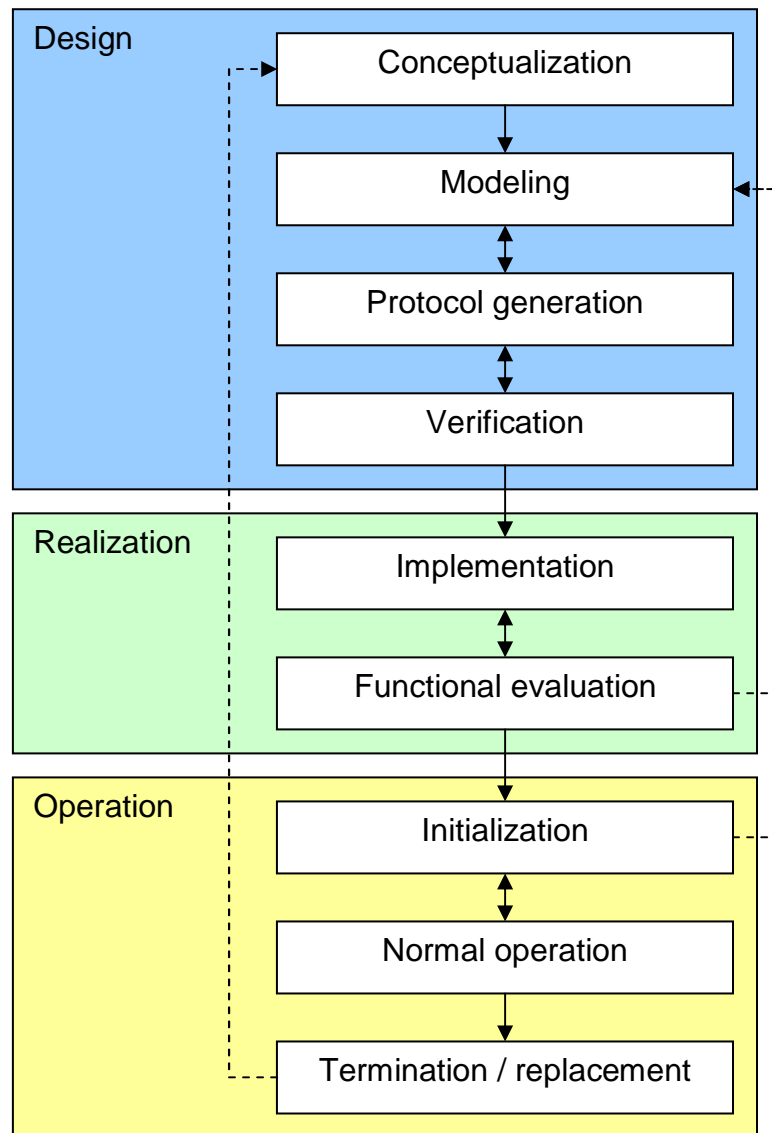 Design
Conceptualization
Modeling
Protocol generation
Verification
Realization
Implementation
Functional evaluation
Operation
Initialization
Normal operation
Termination / replacement